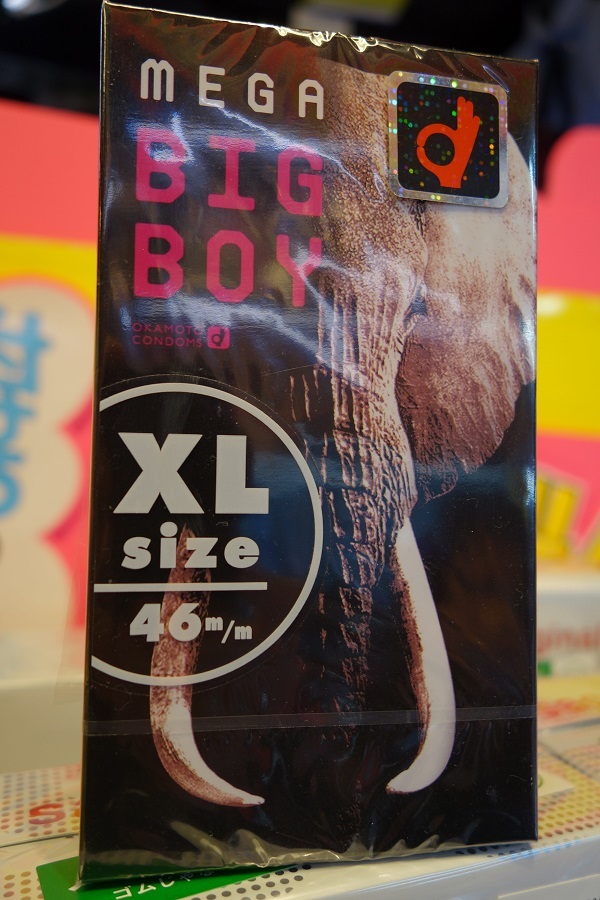 MEGA
BIG
BOY
OKAMOTO
CONDOMS
XL
size
46m/m